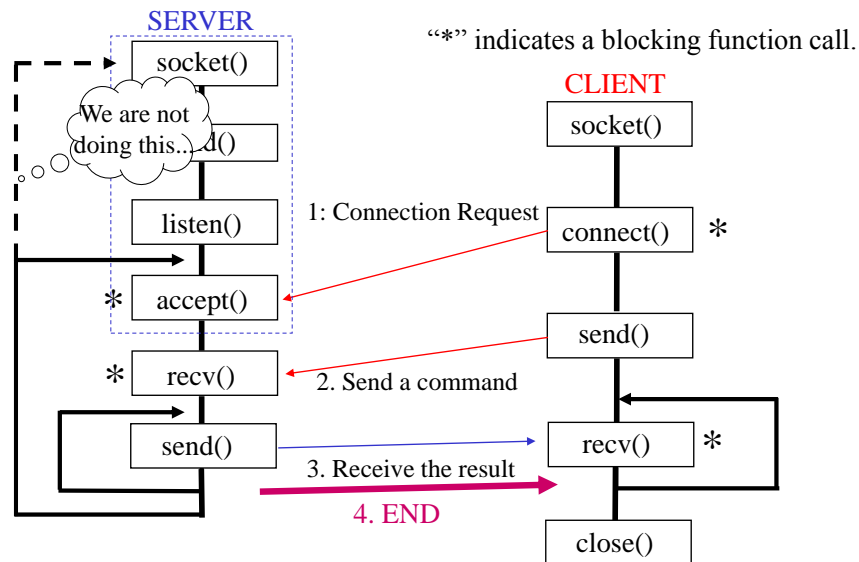 SERVER
“*” indicates a blocking function call.
socket()
CLIENT
We are not
doing this...
socket()
listen()
1: Connection Request
connect()
*
*
accept()
send()
*
recv()
2. Send a command
send()
recv()
*
3. Receive the result
4. END
close()